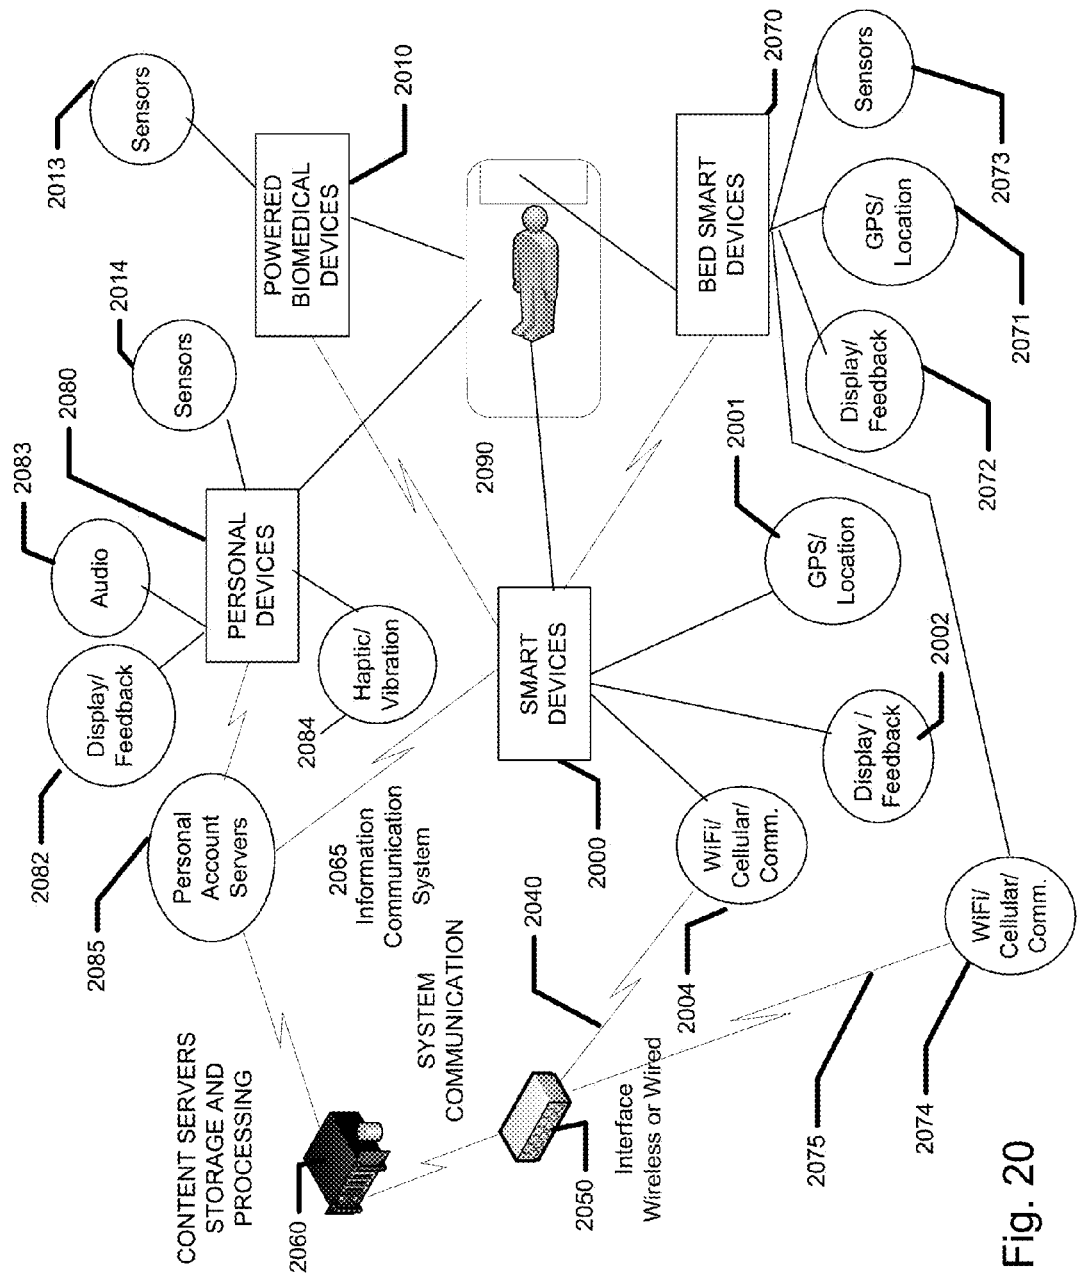 CONTENT SERVERS
STORAGE AND
PROCESSING
2060
2085
Personal
Account
Servers
2082
Display/
Feedback
2083
Audio
2080
PERSONAL
DEVICES
2014
Sensors
2013
Sensors
POWERED
BIOMEDICAL
DEVICES
2010
2084
Haptic/
Vibration
2065
Information
Communication
System
SYSTEM
COMMUNICATION
2090
SMART
DEVICES
2000
2050
Interface
Wireless or Wired
2040
2004
WiFi/
Cellular/
Comm.
Display /
Feedback
2002
GPS/
Location
2001
BED SMART
DEVICES
2070
Display/
Feedback
2072
GPS/
Location
2071
Sensors
2073
2075
2074
WiFi/
Cellular/
Comm.
Fig. 20